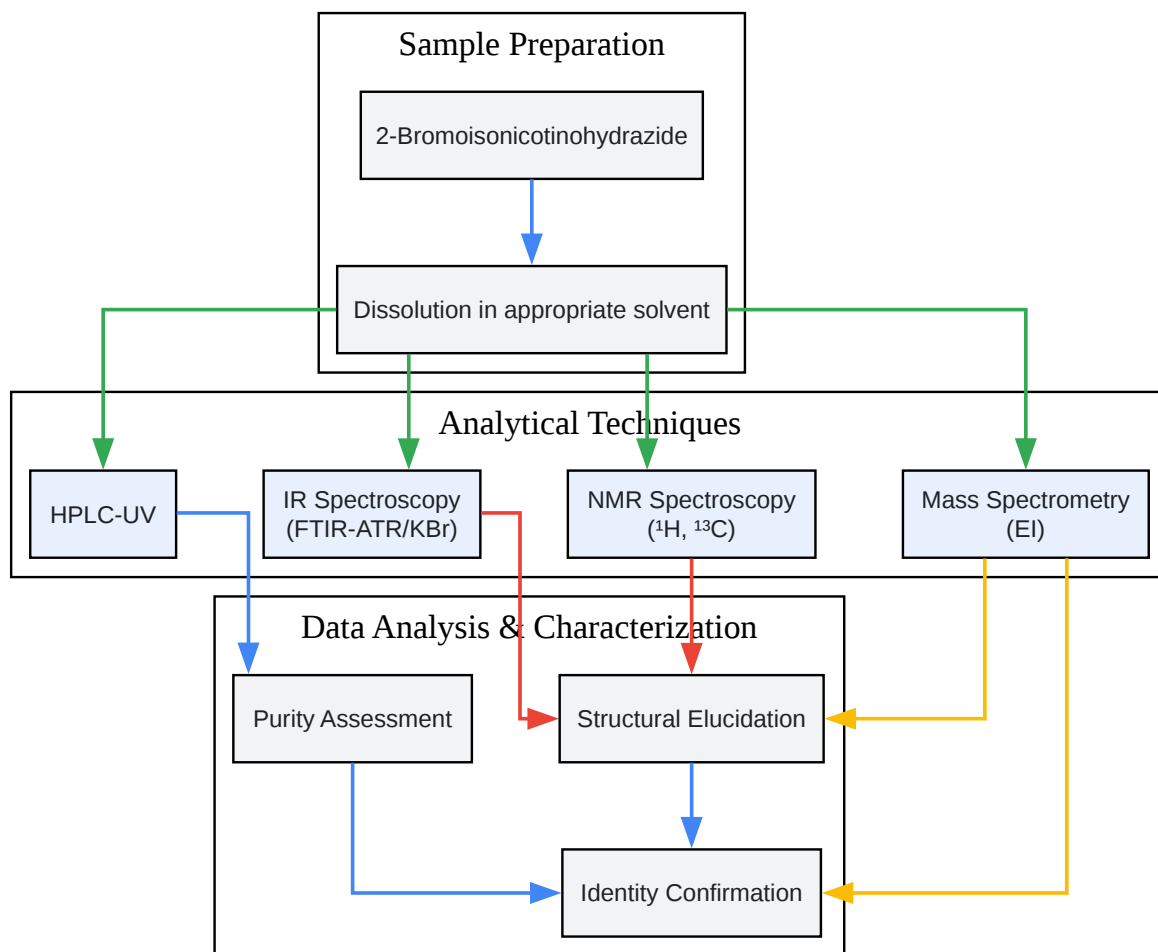 Sample Preparation
2-Bromoisonicotinohydrazide
Dissolution in appropriate solvent
Analytical Techniques
HPLC-UV
IR Spectroscopy
(FTIR-ATR/KBr)
NMR Spectroscopy
(¹H, ¹³C)
Mass Spectrometry
(EI)
Data Analysis & Characterization
Purity Assessment
Structural Elucidation
Identity Confirmation